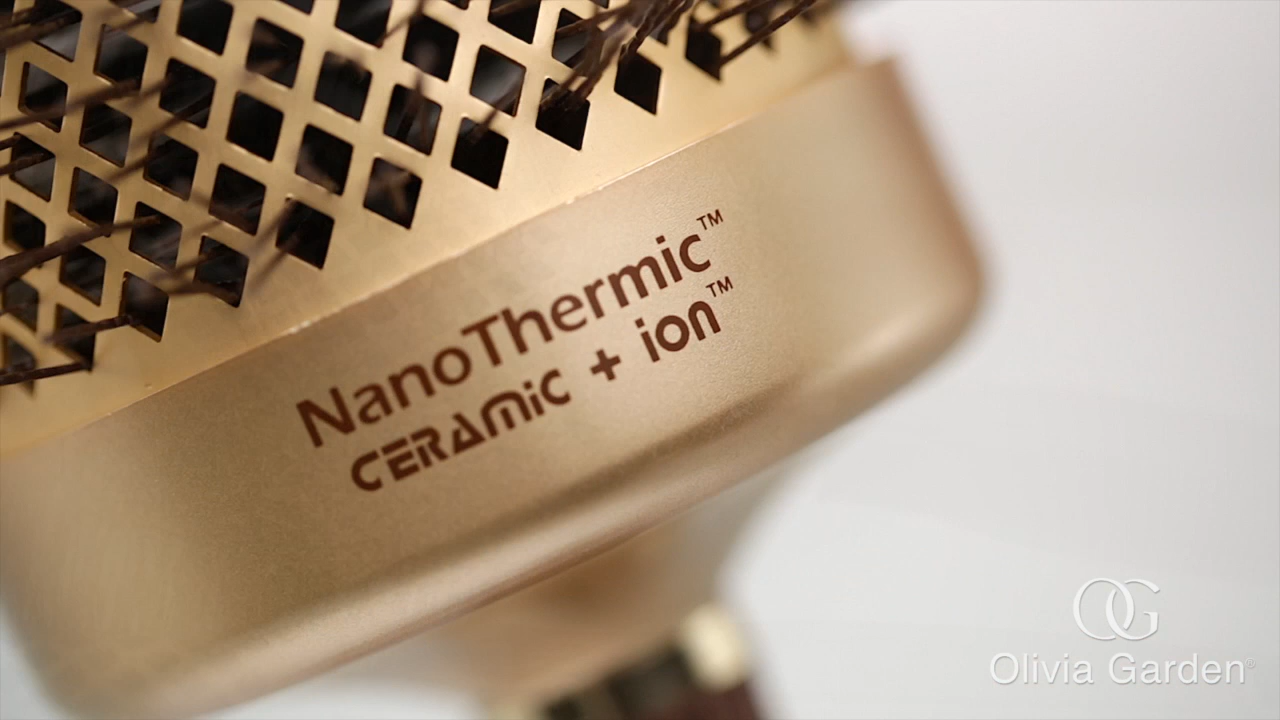 NanoThermic™
CERAMiC + ion™
OG
Olivia Garden®